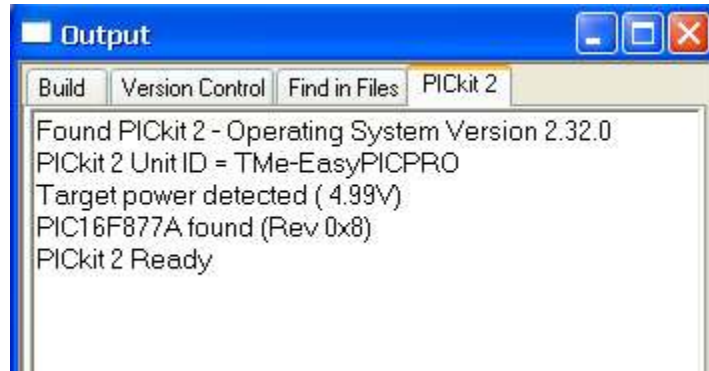 Output
Build Version Control Find in Files PICkit 2
Found PICkit 2 - Operating System Version 2.32.0
PICkit 2 Unit ID = TMe-EasyPICPRO
Target power detected ( 4.99V)
PIC16F877A found (Rev 0x8)
PICkit 2 Ready